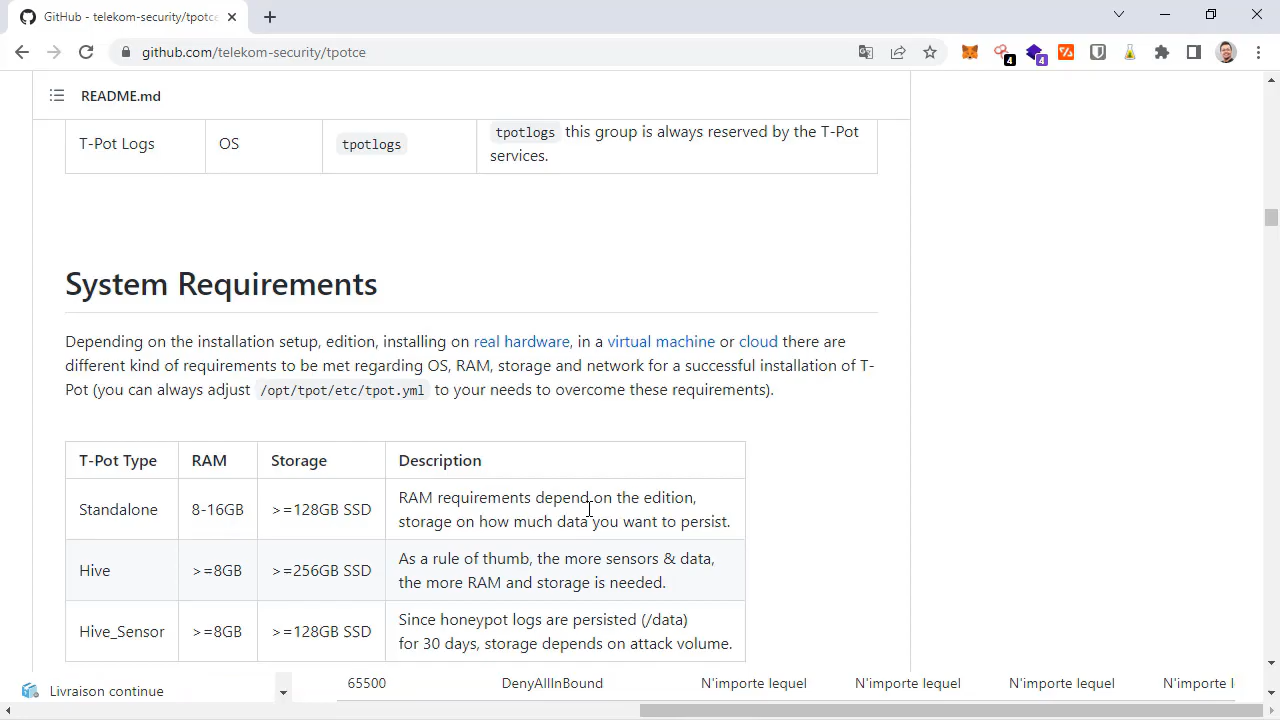 GitHub - telekom-security/tpotce
github.com/telekom-security/tpotce
4
4
README.md
T-Pot Logs
OS
tpotlogs
tpotlogs this group is always reserved by the T-Pot
services.
System Requirements
Depending on the installation setup, edition, installing on real hardware, in a virtual machine or cloud there are
different kind of requirements to be met regarding OS, RAM, storage and network for a successful installation of T-
Pot (you can always adjust /opt/tpot/etc/tpot.yml to your needs to overcome these requirements).
T-Pot Type RAM Storage Description
Standalone 8-16GB >=128GB SSD RAM requirements depend on the edition,
storage on how much data you want to persist.
Hive >=8GB >=256GB SSD As a rule of thumb, the more sensors & data,
the more RAM and storage is needed.
Hive_Sensor >=8GB >=128GB SSD Since honeypot logs are persisted (/data)
for 30 days, storage depends on attack volume.
Livraison continue
65500 DenyAllInBound N'importe lequel N'importe lequel N'importe lequel N'importe l